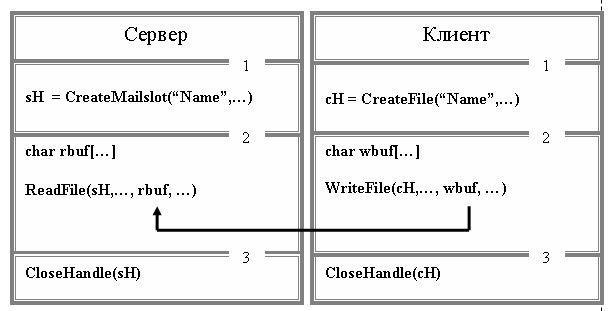 Сервер
1
sH = CreateMailslot(“Name”,…)
2
char rbuf[…]
ReadFile(sH,…, rbuf, …)
3
CloseHandle(sH)
Клиент
1
cH = CreateFile(“Name”,…)
2
char wbuf[…]
WriteFile(cH,…, wbuf, …)
3
CloseHandle(cH)